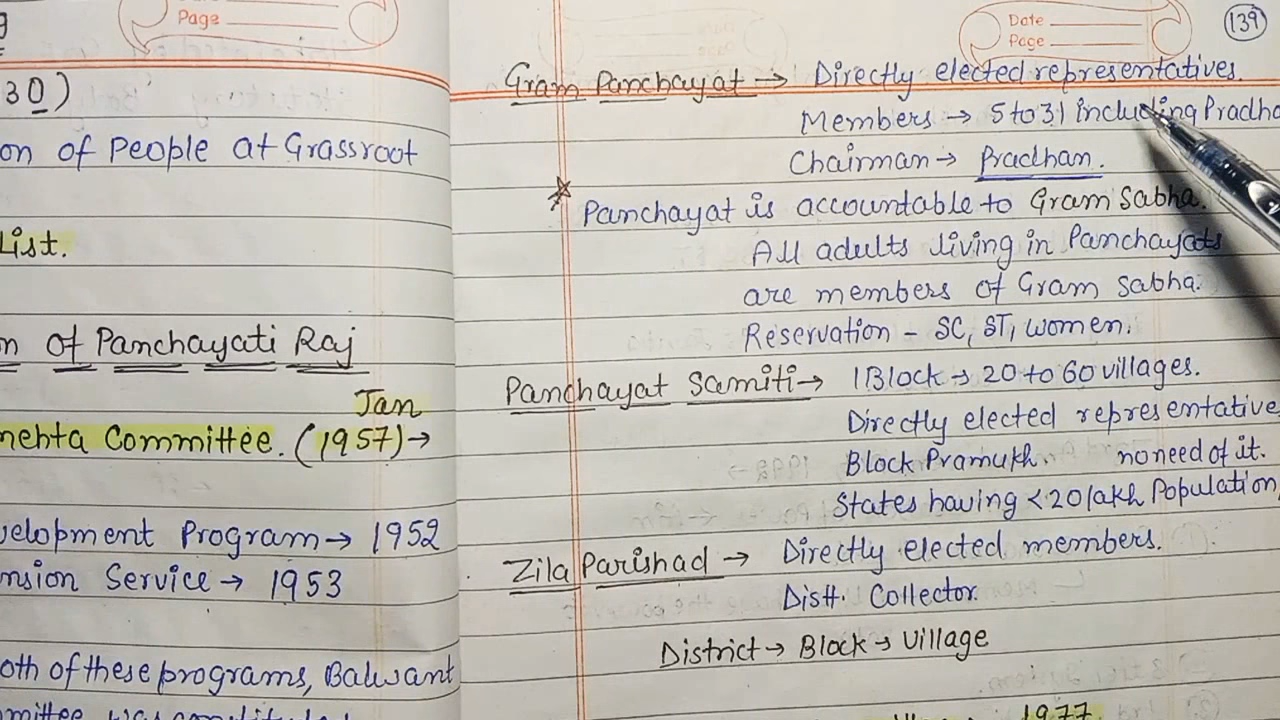 Page
30)
on of People at Grassroot
List.
Of Panchayati Raj
Jan
Committee. (1957)→
Program→ 1952
Service → 1953
of these programs, Balwant
was
Date
Page
139
Gram Panchayat → Directly elected representatives.
Members → 5 to 31 including Pradha
Chairman → Pradhan.
Panchayat is accountable to Gram Sabha.
All adults living in Panchayats
are members of Gram Sabha.
Reservation - SC, ST, women.
Panchayat Samiti → 1 Block → 20 to 60 villages.
Directly elected representative
Block Pramukh. no need of it.
States having < 20 lakh Population
Zila Parishad → Directly elected members.
Distt. Collector.
District → Block → Village
1977